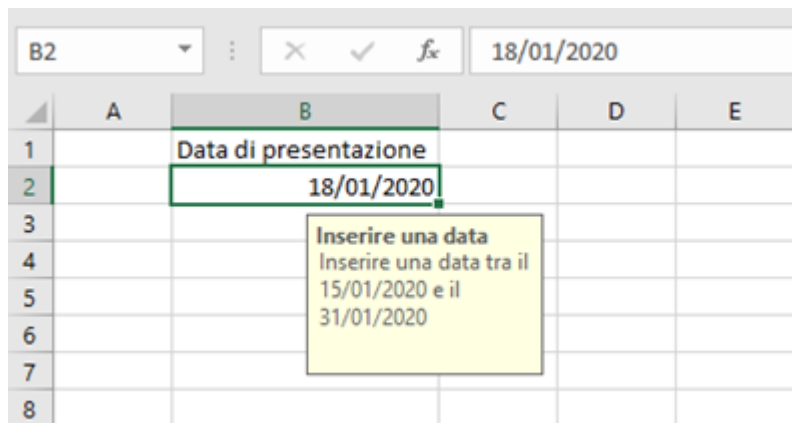 B2 fx 18/01/2020
A B C D E
1 Data di presentazione
2 18/01/2020
3
Inserire una data
4
Inserire una data tra il
5
15/01/2020 e il
31/01/2020
6
7
8